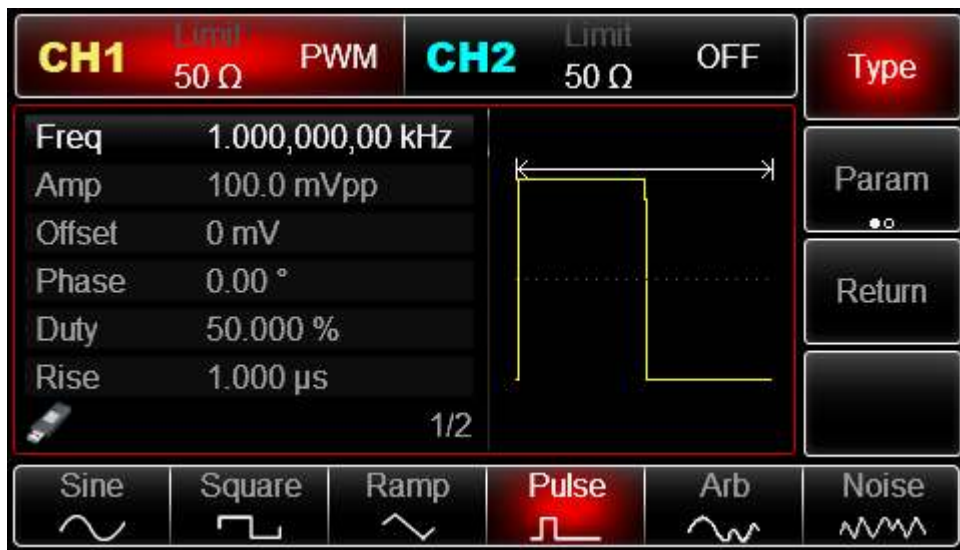 CH1 Limit 50 Ω PWM
CH2 Limit 50 Ω OFF
Type
Freq 1.000,000,00 kHz
Amp 100.0 mVpp
Offset 0 mV
Phase 0.00 °
Duty 50.000 %
Rise 1.000 µs
1/2
Param
Return
Sine Square Ramp Pulse Arb Noise